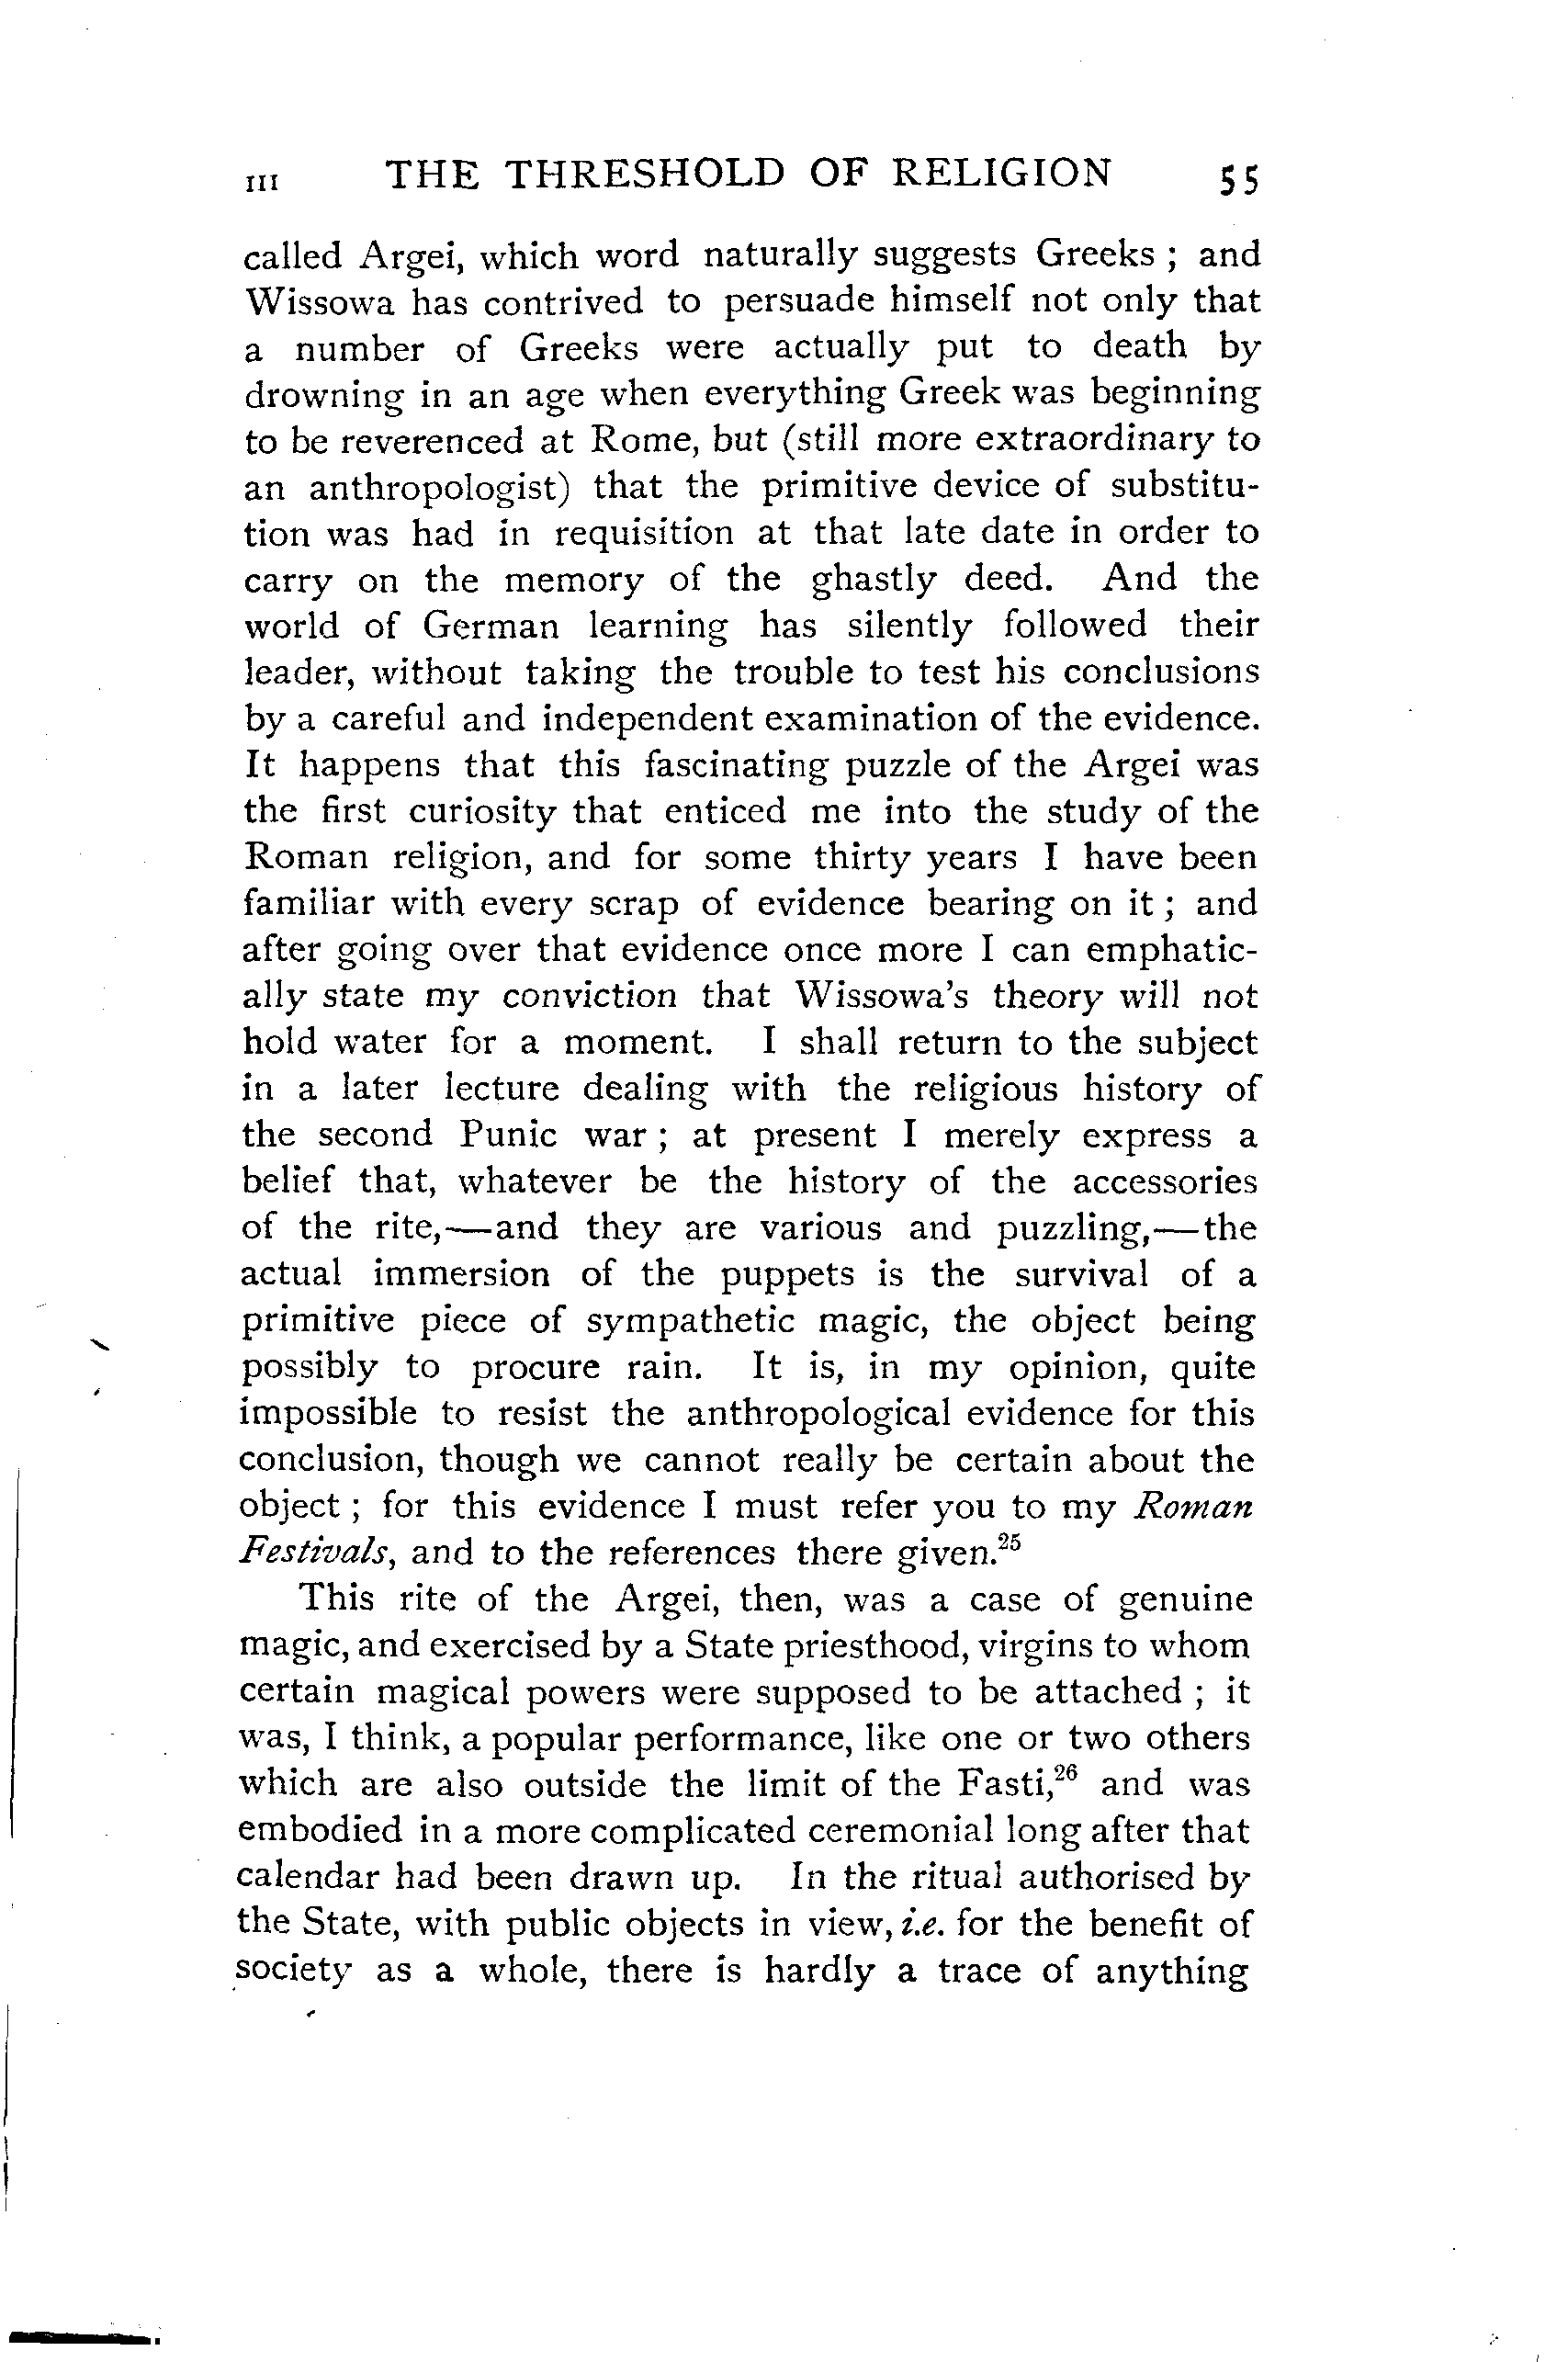 III THE THRESHOLD OF RELIGION 55
called Argei, which word naturally suggests Greeks ; and
Wissowa has contrived to persuade himself not only that
a number of Greeks were actually put to death by
drowning in an age when everything Greek was beginning
to be reverenced at Rome, but (still more extraordinary to
an anthropologist) that the primitive device of substitu-
tion was had in requisition at that late date in order to
carry on the memory of the ghastly deed. And the
world of German learning has silently followed their
leader, without taking the trouble to test his conclusions
by a careful and independent examination of the evidence.
It happens that this fascinating puzzle of the Argei was
the first curiosity that enticed me into the study of the
Roman religion, and for some thirty years I have been
familiar with every scrap of evidence bearing on it ; and
after going over that evidence once more I can emphatic-
ally state my conviction that Wissowa's theory will not
hold water for a moment. I shall return to the subject
in a later lecture dealing with the religious history of
the second Punic war ; at present I merely express a
belief that, whatever be the history of the accessories
of the rite,—and they are various and puzzling,—the
actual immersion of the puppets is the survival of a
primitive piece of sympathetic magic, the object being
possibly to procure rain. It is, in my opinion, quite
impossible to resist the anthropological evidence for this
conclusion, though we cannot really be certain about the
object ; for this evidence I must refer you to my Roman
Festivals, and to the references there given.25
This rite of the Argei, then, was a case of genuine
magic, and exercised by a State priesthood, virgins to whom
certain magical powers were supposed to be attached ; it
was, I think, a popular performance, like one or two others
which are also outside the limit of the Fasti,26 and was
embodied in a more complicated ceremonial long after that
calendar had been drawn up. In the ritual authorised by
the State, with public objects in view, i.e. for the benefit of
society as a whole, there is hardly a trace of anything